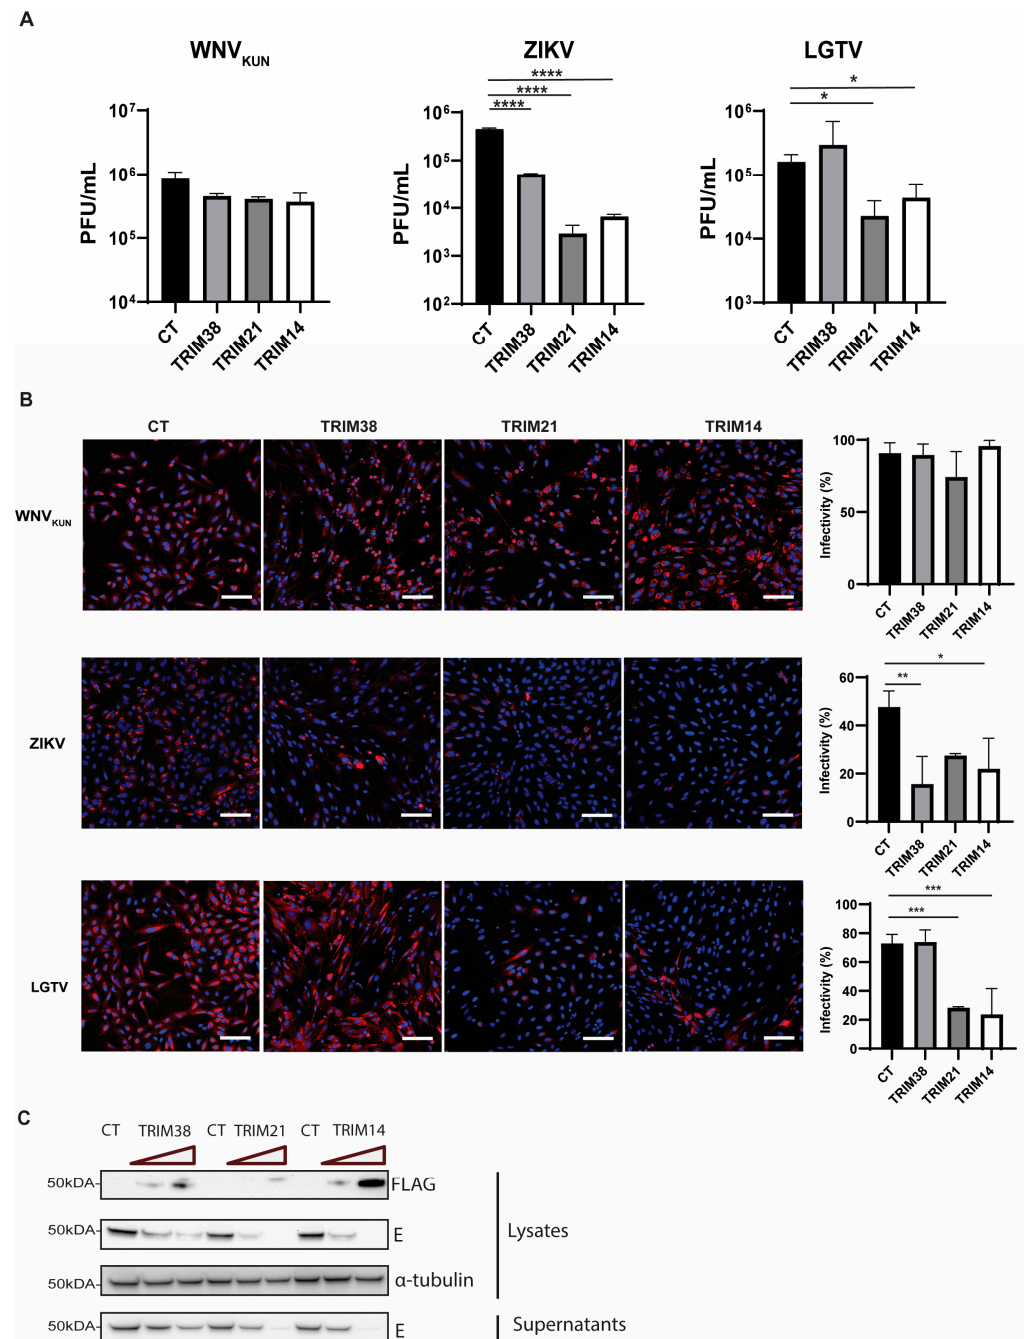 A
WNV KUN
ZIKV
LGTV
****
****
****
*
*
PFU/mL
10⁷
10⁶
10⁵
10⁴
CT
TRIM38
TRIM21
TRIM14
PFU/mL
10⁶
10⁵
10⁴
10³
10²
CT
TRIM38
TRIM21
TRIM14
PFU/mL
10⁶
10⁵
10⁴
10³
CT
TRIM38
TRIM21
TRIM14
B
CT TRIM38 TRIM21 TRIM14
WNV KUN
Infectivity (%)
100
50
0
CT
TRIM38
TRIM21
TRIM14
ZIKV
*
**
Infectivity (%)
60
40
20
0
CT
TRIM38
TRIM21
TRIM14
LGTV
***
***
Infectivity (%)
100
80
60
40
20
0
CT
TRIM38
TRIM21
TRIM14
C
CT TRIM38 CT TRIM21 CT TRIM14
50kDA- FLAG
50kDA- E
Lysates
50kDA- α-tubulin
50kDA- E
Supernatants